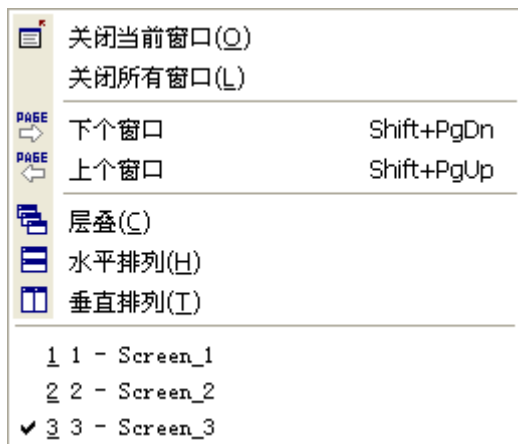 关闭当前窗口(O)
关闭所有窗口(L)
PAGE 下个窗口 Shift+PgDn
PAGE 上个窗口 Shift+PgUp
层叠(C)
水平排列(H)
垂直排列(T)
1 1 - Screen_1
2 2 - Screen_2
3 3 - Screen_3